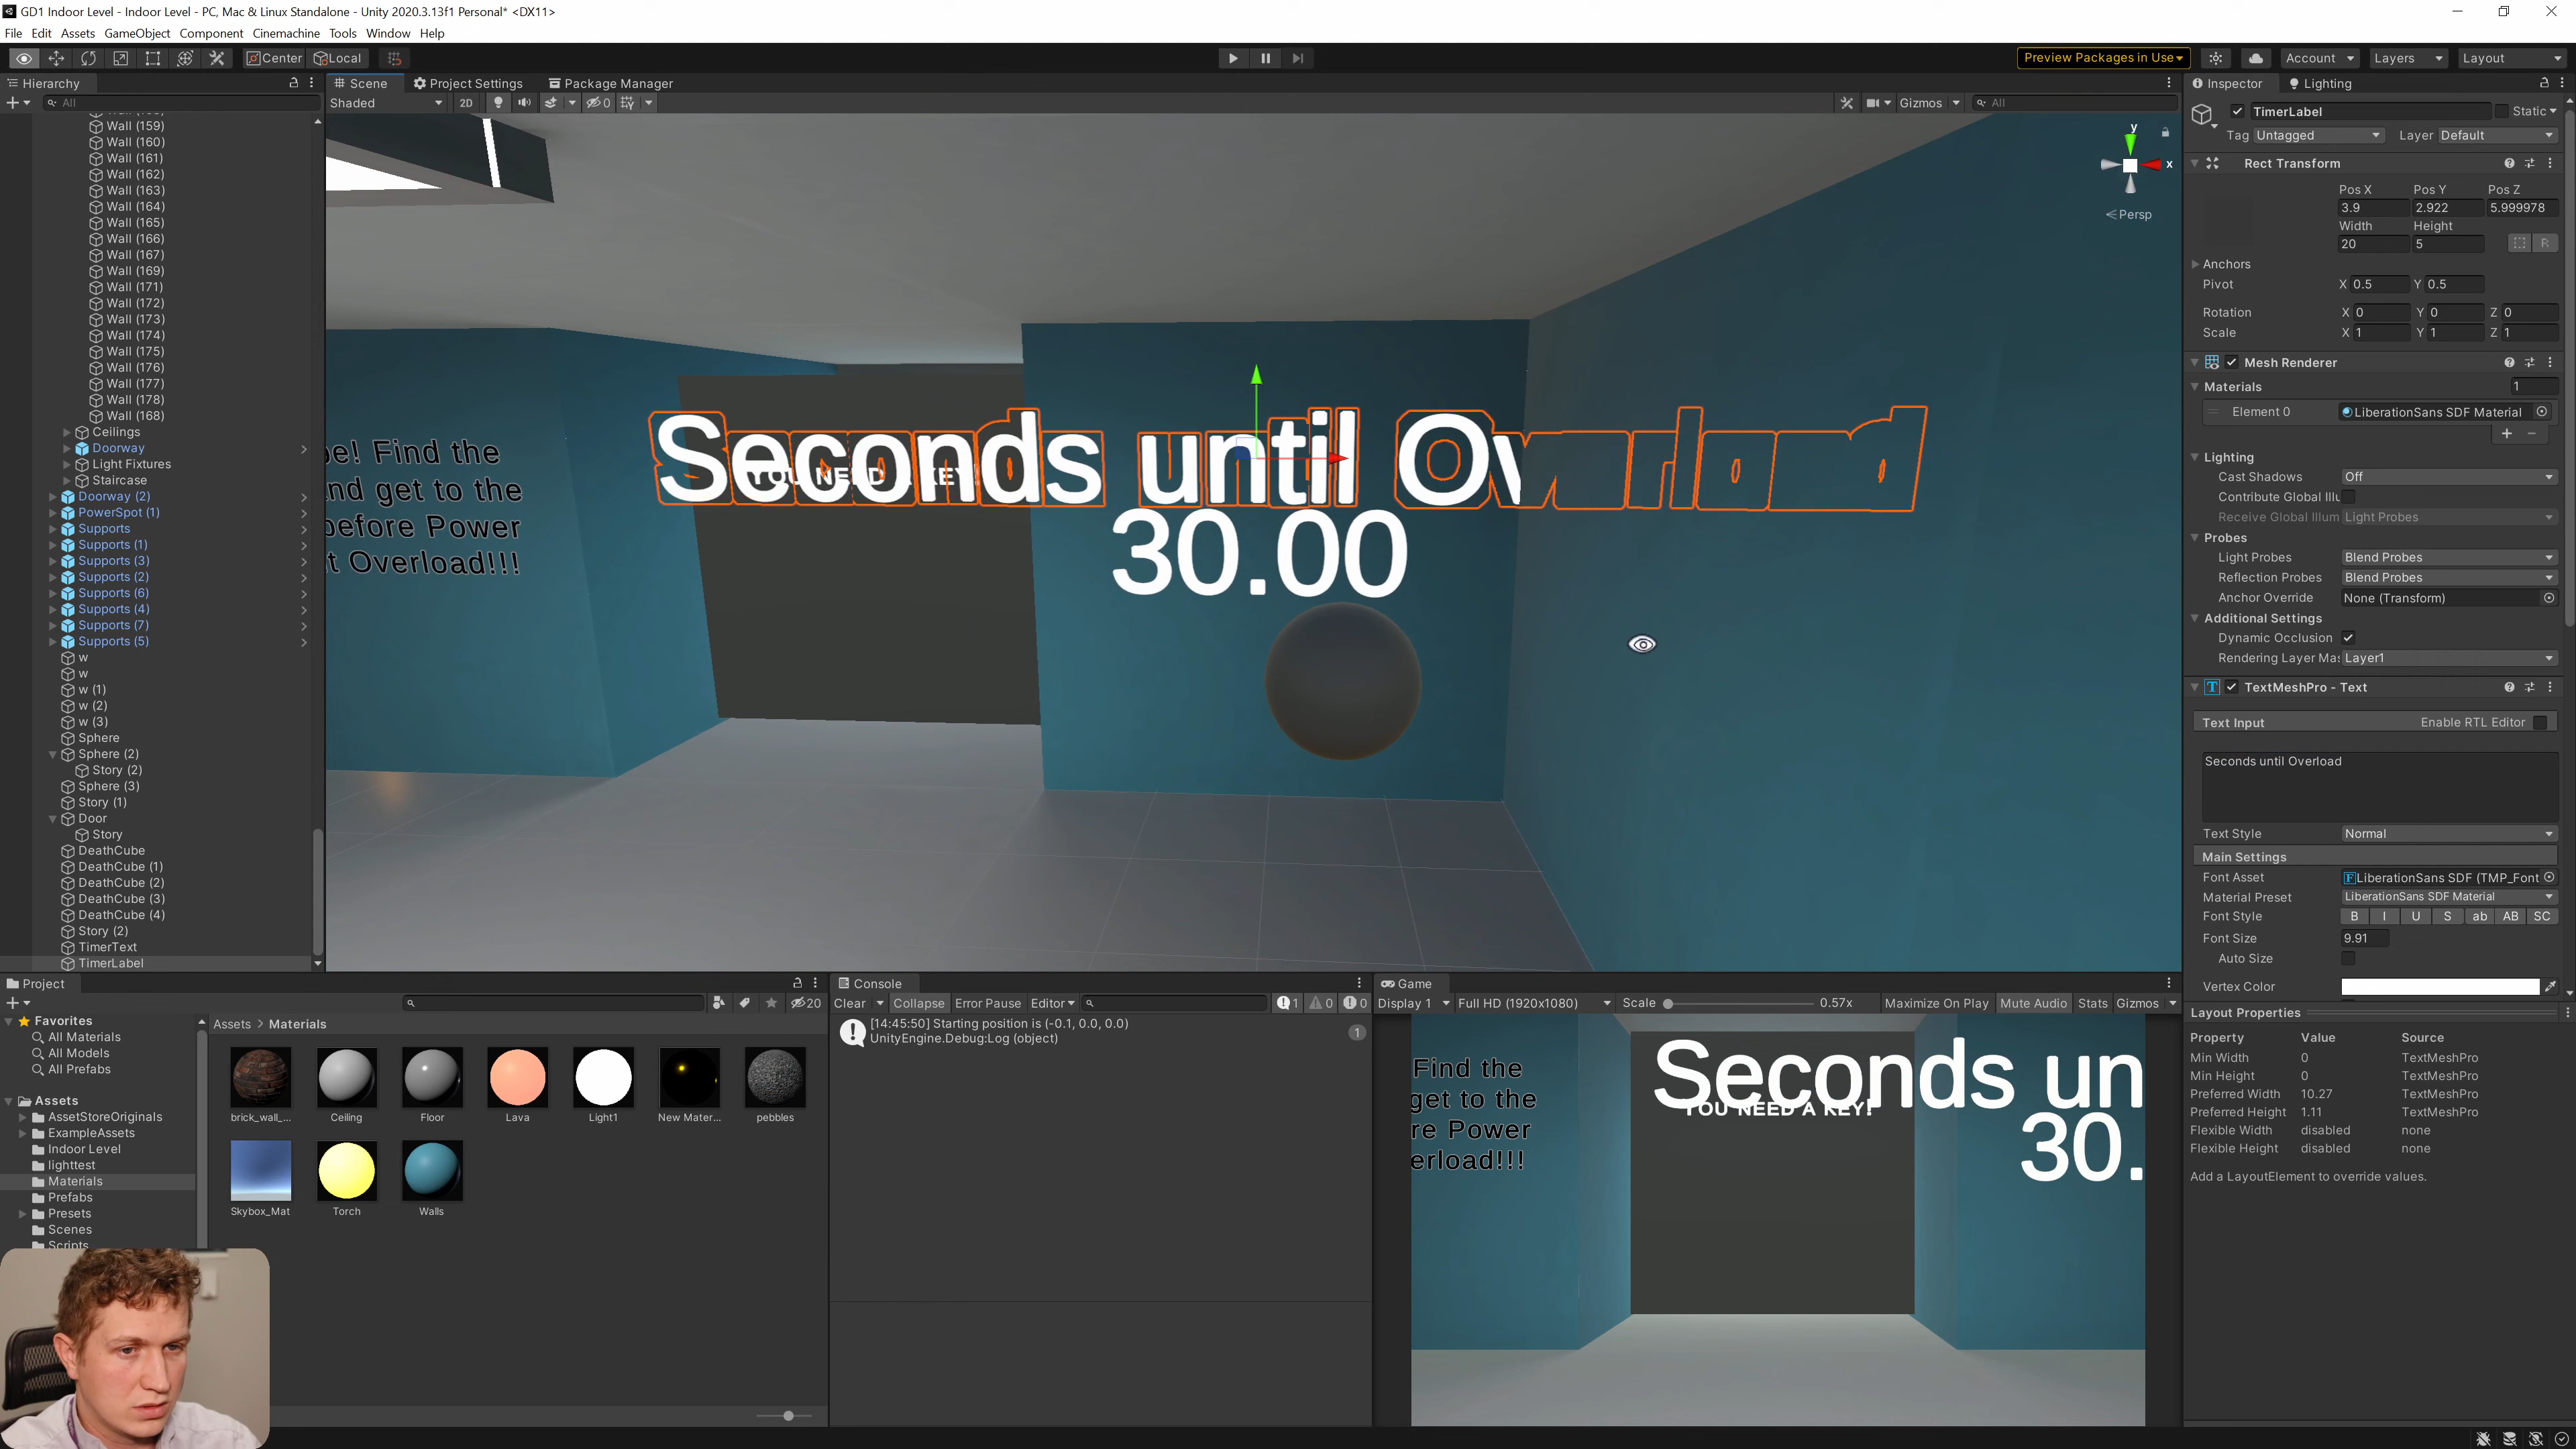 GD1 Indoor Level - Indoor Level - PC, Mac & Linux Standalone - Unity 2020.3.13f1 Personal* <DX11>
File Edit Assets GameObject Component Cinemachine Tools Window Help
Center Local Preview Packages in Use Account Layers Layout
Hierarchy
All
Wall (159)
Wall (160)
Wall (161)
Wall (162)
Wall (163)
Wall (164)
Wall (165)
Wall (166)
Wall (167)
Wall (169)
Wall (171)
Wall (172)
Wall (173)
Wall (174)
Wall (175)
Wall (176)
Wall (177)
Wall (178)
Wall (168)
Ceilings
Doorway
Light Fixtures
Staircase
Doorway (2)
PowerSpot (1)
Supports
Supports (1)
Supports (3)
Supports (2)
Supports (6)
Supports (4)
Supports (7)
Supports (5)
w
w
w (1)
w (2)
w (3)
Sphere
Sphere (2)
Story (2)
Sphere (3)
Story (1)
Door
Story
DeathCube
DeathCube (1)
DeathCube (2)
DeathCube (3)
DeathCube (4)
Story (2)
TimerText
TimerLabel
Scene Project Settings Package Manager
Shaded 2D 0 Gizmos All
y
x
Persp
pe! Find the
and get to the
before Power
t Overload!!!
Seconds until Overload
YOU NEED A KEY!
30.00
Inspector Lighting
TimerLabel Static
Tag Untagged Layer Default
Rect Transform
Pos X Pos Y Pos Z
3.9 2.922 5.999978
Width Height
20 5 R
Anchors
Pivot X 0.5 Y 0.5
Rotation X 0 Y 0 Z 0
Scale X 1 Y 1 Z 1
Mesh Renderer
Materials 1
Element 0 LiberationSans SDF Material
Lighting
Cast Shadows Off
Contribute Global Illu
Receive Global Illum Light Probes
Probes
Light Probes Blend Probes
Reflection Probes Blend Probes
Anchor Override None (Transform)
Additional Settings
Dynamic Occlusion
Rendering Layer Mas Layer1
TextMeshPro - Text
Text Input Enable RTL Editor
Seconds until Overload
Text Style Normal
Main Settings
Font Asset LiberationSans SDF (TMP_Font
Material Preset LiberationSans SDF Material
Font Style B I U S ab AB SC
Font Size 9.91
Auto Size
Vertex Color
Layout Properties
Property Value Source
Min Width 0 TextMeshPro
Min Height 0 TextMeshPro
Preferred Width 10.27 TextMeshPro
Preferred Height 1.11 TextMeshPro
Flexible Width disabled none
Flexible Height disabled none
Add a LayoutElement to override values.
Project
20
Favorites
All Materials
All Models
All Prefabs
Assets
AssetStoreOriginals
ExampleAssets
Indoor Level
lighttest
Materials
Prefabs
Presets
Scenes
Scripts
Assets > Materials
brick_wall_... Ceiling Floor Lava Light1 New Mater... pebbles
Skybox_Mat Torch Walls
Console
Clear Collapse Error Pause Editor 1 0 0
[14:45:50] Starting position is (-0.1, 0.0, 0.0)
UnityEngine.Debug:Log (object)
1
Game
Display 1 Full HD (1920x1080) Scale 0.57x Maximize On Play Mute Audio Stats Gizmos
Find the
get to the
re Power
erload!!!
Seconds un
YOU NEED A KEY!
30.